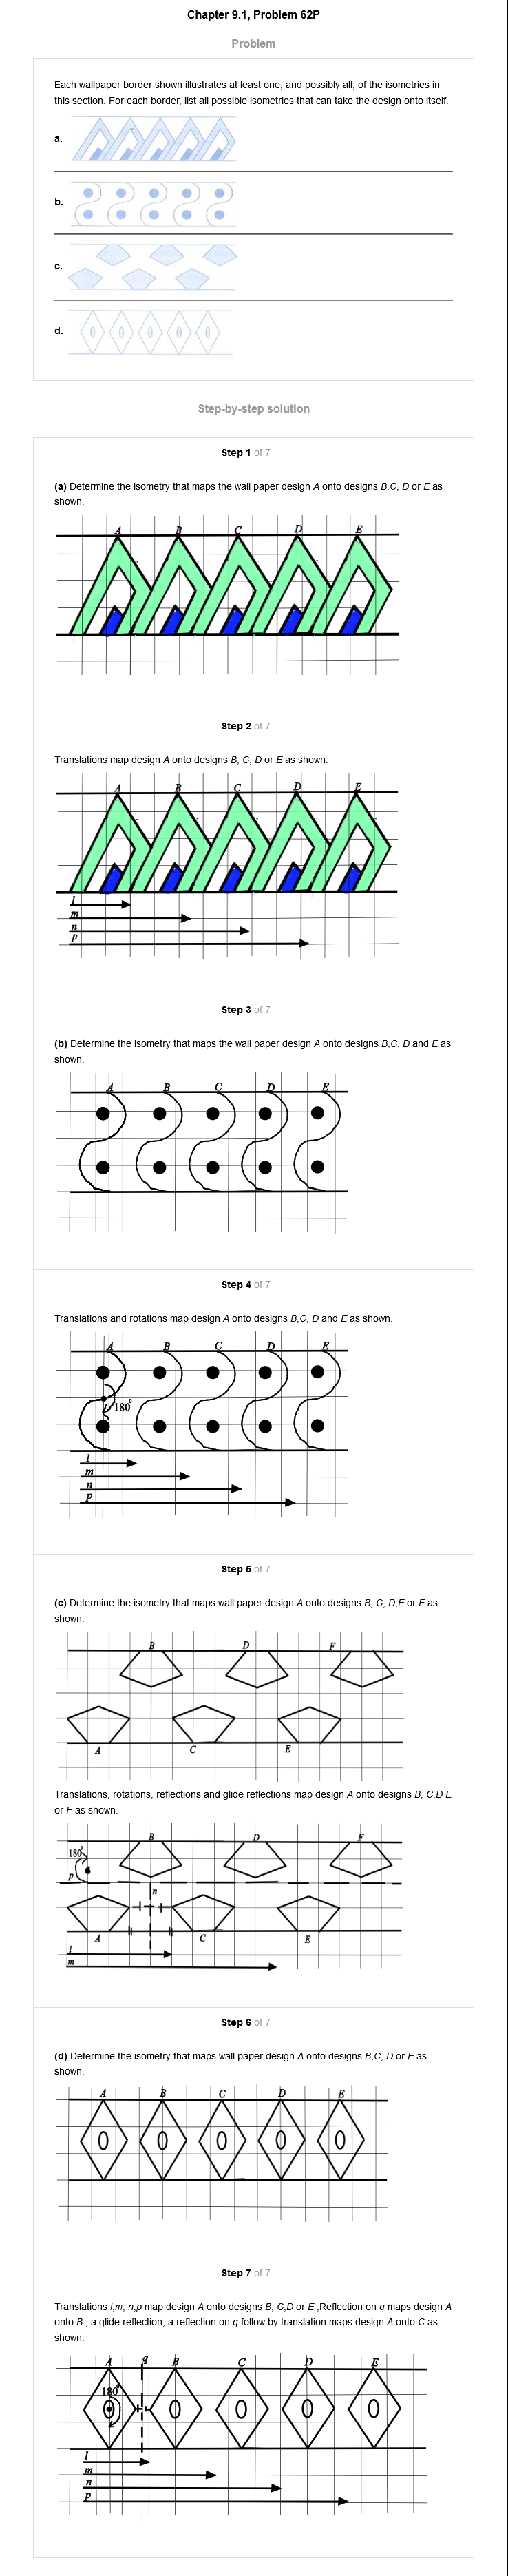 Chapter 9.1, Problem 62P
Problem
Each wallpaper border shown illustrates at least one, and possibly all, of the isometries in
this section. For each border, list all possible isometries that can take the design onto itself.
a.
b.
c.
d.
Step-by-step solution
Step 1 of 7
(a) Determine the isometry that maps the wall paper design A onto designs B,C, D or E as
shown.
A B C D E
Step 2 of 7
Translations map design A onto designs B, C, D or E as shown.
A B C D E
l
m
n
p
Step 3 of 7
(b) Determine the isometry that maps the wall paper design A onto designs B,C, D and E as
shown.
A B C D E
Step 4 of 7
Translations and rotations map design A onto designs B,C, D and E as shown.
A B C D E
180°
l
m
n
p
Step 5 of 7
(c) Determine the isometry that maps wall paper design A onto designs B, C, D,E or F as
shown.
B D F
A C E
Translations, rotations, reflections and glide reflections map design A onto designs B, C,D E
or F as shown.
B D F
180°
p
n
A C E
l
m
Step 6 of 7
(d) Determine the isometry that maps wall paper design A onto designs B,C, D or E as
shown.
A B C D E
Step 7 of 7
Translations l,m, n,p map design A onto designs B, C,D or E ;Reflection on q maps design A
onto B ; a glide reflection; a reflection on q follow by translation maps design A onto C as
shown.
A q B C D E
180°
l
m
n
p